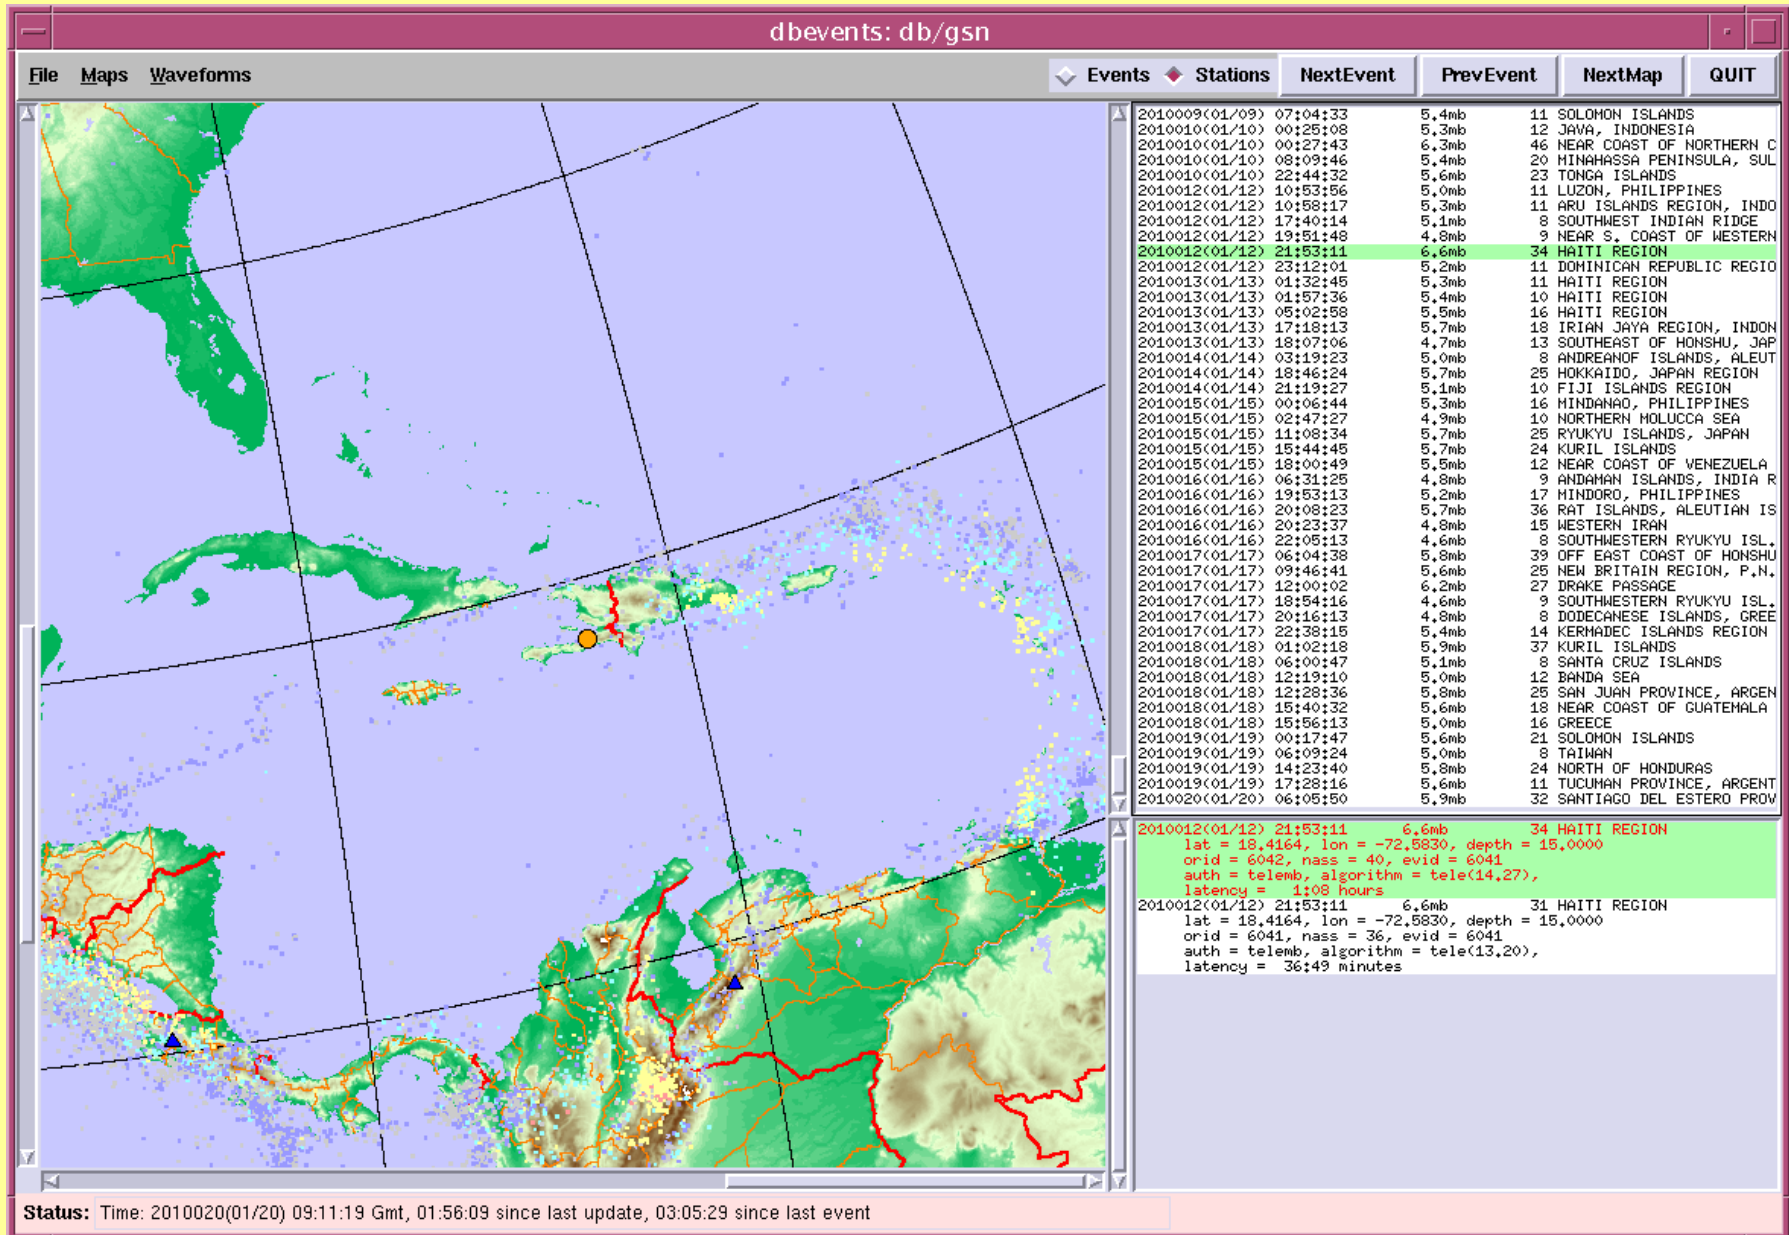 dbevents: db/gsn
File Maps Waveforms Events Stations NextEvent PrevEvent NextMap QUIT
2010009(01/09) 07:04:33 5.4mb 11 SOLOMON ISLANDS
2010010(01/10) 00:25:08 5.3mb 12 JAVA, INDONESIA
2010010(01/10) 00:27:43 6.3mb 46 NEAR COAST OF NORTHERN C
2010010(01/10) 08:09:46 5.4mb 20 MINAHASSA PENINSULA, SUL
2010010(01/10) 22:44:32 5.6mb 23 TONGA ISLANDS
2010012(01/12) 10:53:56 5.0mb 11 LUZON, PHILIPPINES
2010012(01/12) 10:58:17 5.3mb 11 ARU ISLANDS REGION, INDO
2010012(01/12) 17:40:14 5.1mb 8 SOUTHWEST INDIAN RIDGE
2010012(01/12) 19:51:48 4.8mb 9 NEAR S. COAST OF WESTERN
2010012(01/12) 21:53:11 6.6mb 34 HAITI REGION
2010012(01/12) 23:12:01 5.2mb 11 DOMINICAN REPUBLIC REGIO
2010013(01/13) 01:32:45 5.3mb 11 HAITI REGION
2010013(01/13) 01:57:36 5.4mb 10 HAITI REGION
2010013(01/13) 05:02:58 5.5mb 16 HAITI REGION
2010013(01/13) 17:18:13 5.7mb 18 IRIAN JAYA REGION, INDON
2010013(01/13) 18:07:06 4.7mb 13 SOUTHEAST OF HONSHU, JAP
2010014(01/14) 03:19:23 5.0mb 8 ANDREANOF ISLANDS, ALEUT
2010014(01/14) 18:46:24 5.7mb 25 HOKKAIDO, JAPAN REGION
2010014(01/14) 21:19:27 5.1mb 10 FIJI ISLANDS REGION
2010015(01/15) 00:06:44 5.3mb 16 MINDANAO, PHILIPPINES
2010015(01/15) 02:47:27 4.9mb 10 NORTHERN MOLUCCA SEA
2010015(01/15) 11:08:34 5.7mb 25 RYUKYU ISLANDS, JAPAN
2010015(01/15) 15:44:45 5.7mb 24 KURIL ISLANDS
2010015(01/15) 18:00:49 5.5mb 12 NEAR COAST OF VENEZUELA
2010016(01/16) 06:31:25 4.8mb 9 ANDAMAN ISLANDS, INDIA R
2010016(01/16) 19:53:13 5.2mb 17 MINDORO, PHILIPPINES
2010016(01/16) 20:08:23 5.7mb 36 RAT ISLANDS, ALEUTIAN IS
2010016(01/16) 20:23:37 4.8mb 15 WESTERN IRAN
2010016(01/16) 22:05:13 4.6mb 8 SOUTHWESTERN RYUKYU ISL.
2010017(01/17) 06:04:38 5.8mb 39 OFF EAST COAST OF HONSHU
2010017(01/17) 09:46:41 5.6mb 25 NEW BRITAIN REGION, P.N.
2010017(01/17) 12:00:02 6.2mb 27 DRAKE PASSAGE
2010017(01/17) 18:54:16 4.6mb 9 SOUTHWESTERN RYUKYU ISL.
2010017(01/17) 20:16:13 4.8mb 8 DODECANESE ISLANDS, GREE
2010017(01/17) 22:38:15 5.4mb 14 KERMADEC ISLANDS REGION
2010018(01/18) 01:02:18 5.9mb 37 KURIL ISLANDS
2010018(01/18) 06:00:47 5.1mb 8 SANTA CRUZ ISLANDS
2010018(01/18) 12:19:10 5.0mb 12 BANDA SEA
2010018(01/18) 12:28:36 5.8mb 25 SAN JUAN PROVINCE, ARGEN
2010018(01/18) 15:40:32 5.6mb 18 NEAR COAST OF GUATEMALA
2010018(01/18) 15:56:13 5.0mb 16 GREECE
2010019(01/19) 00:17:47 5.6mb 21 SOLOMON ISLANDS
2010019(01/19) 06:09:24 5.0mb 8 TAIWAN
2010019(01/19) 14:23:40 5.8mb 24 NORTH OF HONDURAS
2010019(01/19) 17:28:16 5.6mb 11 TUCUMAN PROVINCE, ARGENT
2010020(01/20) 06:05:50 5.9mb 32 SANTIAGO DEL ESTERO PROV
2010012(01/12) 21:53:11 6.6mb 34 HAITI REGION
lat = 18.4164, lon = -72.5830, depth = 15.0000
orid = 6042, nass = 40, evid = 6041
auth = telemb, algorithm = tele(14.27),
latency = 1:08 hours
2010012(01/12) 21:53:11 6.6mb 31 HAITI REGION
lat = 18.4164, lon = -72.5830, depth = 15.0000
orid = 6041, nass = 36, evid = 6041
auth = telemb, algorithm = tele(13.20),
latency = 36:49 minutes
Status: Time: 2010020(01/20) 09:11:19 Gmt, 01:56:09 since last update, 03:05:29 since last event